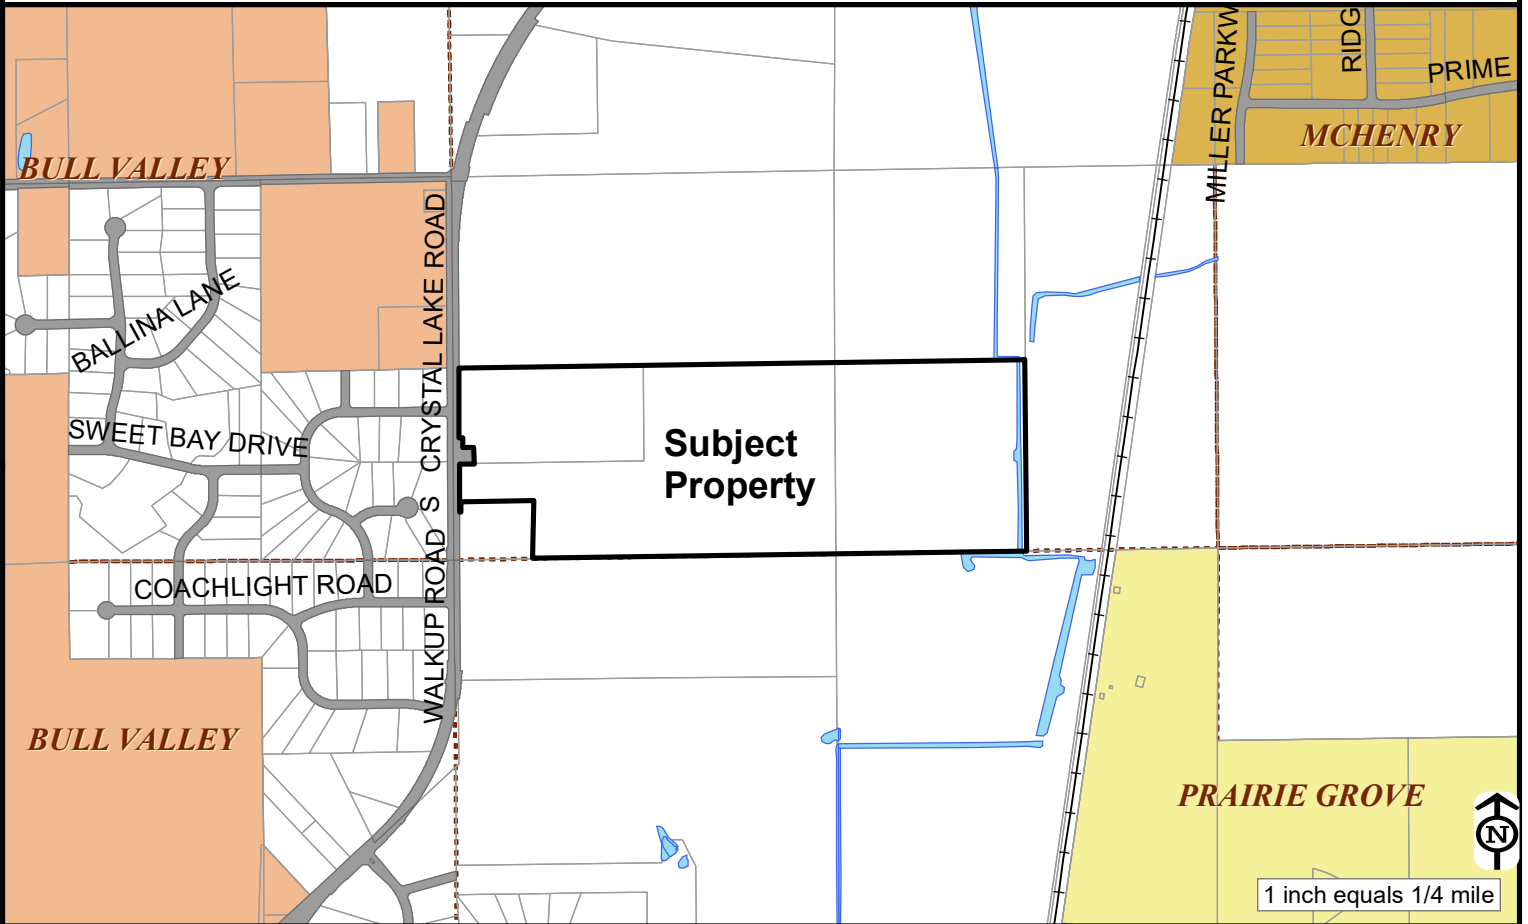 MILLER PARKW
RIDG
PRIME
MCHENRY
BULL VALLEY
BALLINA LANE
S CRYSTAL LAKE ROAD
SWEET BAY DRIVE
Subject
Property
COACHLIGHT ROAD
WALKUP ROAD
BULL VALLEY
PRAIRIE GROVE
N
1 inch equals 1/4 mile